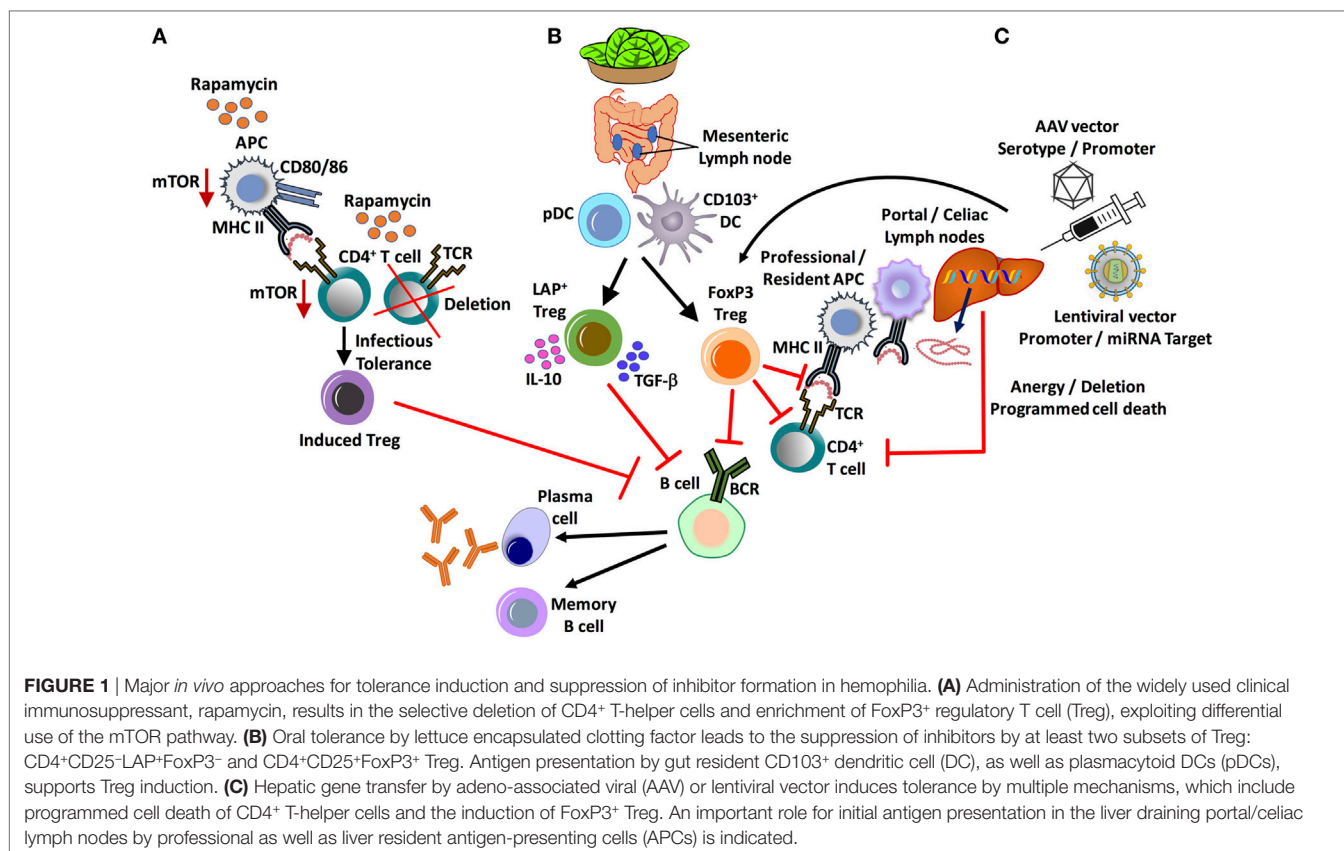 A
B
C
Rapamycin
APC
CD80/86
mTOR
MHC II
Rapamycin
CD4⁺ T cell
TCR
mTOR
Deletion
Infectious
Tolerance
Induced Treg
Mesenteric
Lymph node
pDC
CD103⁺
DC
LAP⁺
Treg
FoxP3
Treg
IL-10
TGF-β
B cell
BCR
Plasma
cell
Memory
B cell
AAV vector
Serotype / Promoter
Portal / Celiac
Lymph nodes
Professional /
Resident APC
MHC II
TCR
CD4⁺
T cell
Lentiviral vector
Promoter / miRNA Target
Anergy / Deletion
Programmed cell death
FIGURE 1 | Major in vivo approaches for tolerance induction and suppression of inhibitor formation in hemophilia. (A) Administration of the widely used clinical
immunosuppressant, rapamycin, results in the selective deletion of CD4⁺ T-helper cells and enrichment of FoxP3⁺ regulatory T cell (Treg), exploiting differential
use of the mTOR pathway. (B) Oral tolerance by lettuce encapsulated clotting factor leads to the suppression of inhibitors by at least two subsets of Treg:
CD4⁺CD25⁻LAP⁺FoxP3⁻ and CD4⁺CD25⁺FoxP3⁺ Treg. Antigen presentation by gut resident CD103⁺ dendritic cell (DC), as well as plasmacytoid DCs (pDCs),
supports Treg induction. (C) Hepatic gene transfer by adeno-associated viral (AAV) or lentiviral vector induces tolerance by multiple mechanisms, which include
programmed cell death of CD4⁺ T-helper cells and the induction of FoxP3⁺ Treg. An important role for initial antigen presentation in the liver draining portal/celiac
lymph nodes by professional as well as liver resident antigen-presenting cells (APCs) is indicated.